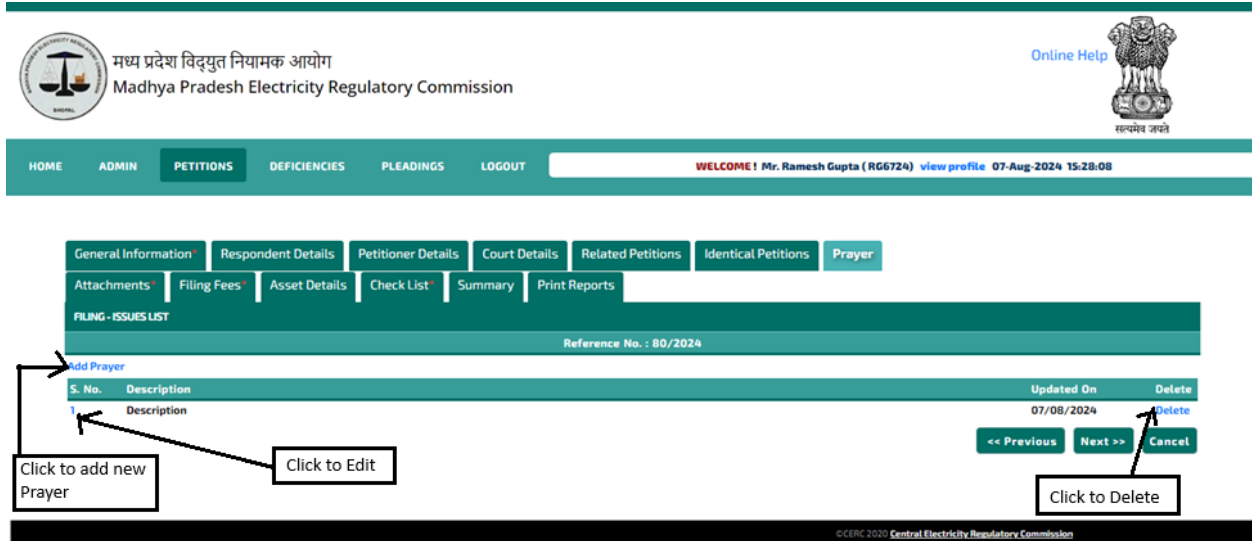 मध्य प्रदेश विद्युत नियामक आयोग
Madhya Pradesh Electricity Regulatory Commission
Online Help
सत्यमेव जयते
BHOPAL
HOME ADMIN PETITIONS DEFICIENCIES PLEADINGS LOGOUT WELCOME ! Mr. Ramesh Gupta ( RG6724) view profile 07-Aug-2024 15:28:08
General Information* Respondent Details Petitioner Details Court Details Related Petitions Identical Petitions Prayer
Attachments* Filing Fees* Asset Details Check List* Summary Print Reports
FILING - ISSUES LIST
Reference No. : 80/2024
Add Prayer
S. No. Description Updated On Delete
1 Description 07/08/2024 Delete
<< Previous Next >> Cancel
Click to add new
Prayer
Click to Edit
Click to Delete
©CERC 2020 Central Electricity Regulatory Commission